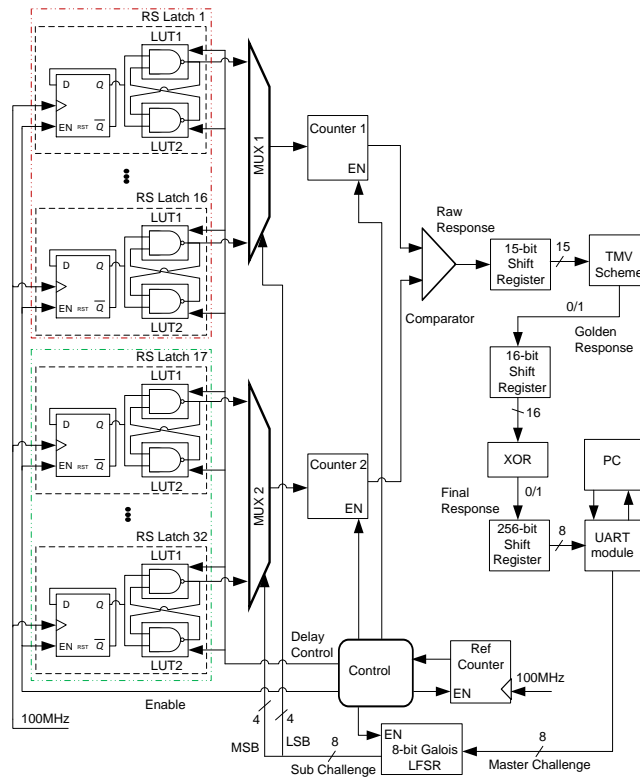 RS Latch 1
LUT1
D
Q
EN
RST
Q
LUT2
RS Latch 16
LUT1
D
Q
EN
RST
Q
LUT2
MUX 1
RS Latch 17
LUT1
D
Q
EN
RST
Q
LUT2
RS Latch 32
LUT1
D
Q
EN
RST
Q
LUT2
MUX 2
Counter 1
EN
Counter 2
EN
Raw
Response
Comparator
15-bit
Shift
Register
15
TMV
Scheme
0/1
Golden
Response
16-bit
Shift
Register
16
XOR
0/1
Final
Response
256-bit
Shift
Register
8
PC
UART
module
Delay
Control
Control
Ref
Counter
EN
100MHz
Enable
100MHz
4
4
MSB
LSB
8
Sub Challenge
EN
8-bit Galois
LFSR
8
Master Challenge